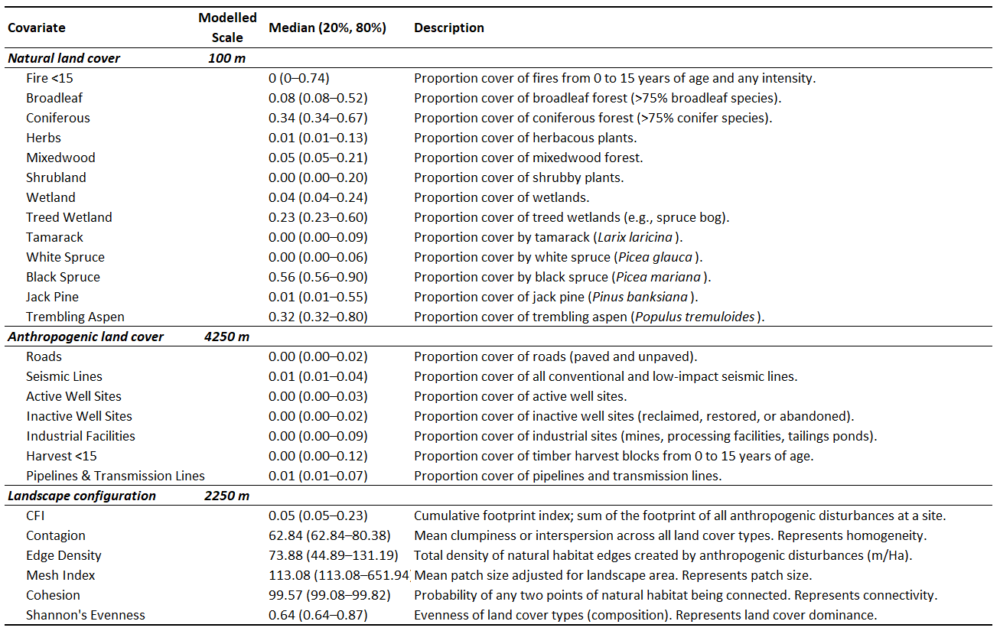 Covariate Modelled Scale Median (20%, 80%) Description
Natural land cover 100 m
Fire <15 0 (0–0.74) Proportion cover of fires from 0 to 15 years of age and any intensity.
Broadleaf 0.08 (0.08–0.52) Proportion cover of broadleaf forest (>75% broadleaf species).
Coniferous 0.34 (0.34–0.67) Proportion cover of coniferous forest (>75% conifer species).
Herbs 0.01 (0.01–0.13) Proportion cover of herbacous plants.
Mixedwood 0.05 (0.05–0.21) Proportion cover of mixedwood forest.
Shrubland 0.00 (0.00–0.20) Proportion cover of shrubby plants.
Wetland 0.04 (0.04–0.24) Proportion cover of wetlands.
Treed Wetland 0.23 (0.23–0.60) Proportion cover of treed wetlands (e.g., spruce bog).
Tamarack 0.00 (0.00–0.09) Proportion cover by tamarack (Larix laricina ).
White Spruce 0.00 (0.00–0.06) Proportion cover by white spruce (Picea glauca ).
Black Spruce 0.56 (0.56–0.90) Proportion cover by black spruce (Picea mariana ).
Jack Pine 0.01 (0.01–0.55) Proportion cover of jack pine (Pinus banksiana ).
Trembling Aspen 0.32 (0.32–0.80) Proportion cover of trembling aspen (Populus tremuloides ).
Anthropogenic land cover 4250 m
Roads 0.00 (0.00–0.02) Proportion cover of roads (paved and unpaved).
Seismic Lines 0.01 (0.01–0.04) Proportion cover of all conventional and low-impact seismic lines.
Active Well Sites 0.00 (0.00–0.03) Proportion cover of active well sites.
Inactive Well Sites 0.00 (0.00–0.02) Proportion cover of inactive well sites (reclaimed, restored, or abandoned).
Industrial Facilities 0.00 (0.00–0.09) Proportion cover of industrial sites (mines, processing facilities, tailings ponds).
Harvest <15 0.00 (0.00–0.12) Proportion cover of timber harvest blocks from 0 to 15 years of age.
Pipelines & Transmission Lines 0.01 (0.01–0.07) Proportion cover of pipelines and transmission lines.
Landscape configuration 2250 m
CFI 0.05 (0.05–0.23) Cumulative footprint index; sum of the footprint of all anthropogenic disturbances at a site.
Contagion 62.84 (62.84–80.38) Mean clumpiness or interspersion across all land cover types. Represents homogeneity.
Edge Density 73.88 (44.89–131.19) Total density of natural habitat edges created by anthropogenic disturbances (m/Ha).
Mesh Index 113.08 (113.08–651.94) Mean patch size adjusted for landscape area. Represents patch size.
Cohesion 99.57 (99.08–99.82) Probability of any two points of natural habitat being connected. Represents connectivity.
Shannon's Evenness 0.64 (0.64–0.87) Evenness of land cover types (composition). Represents land cover dominance.